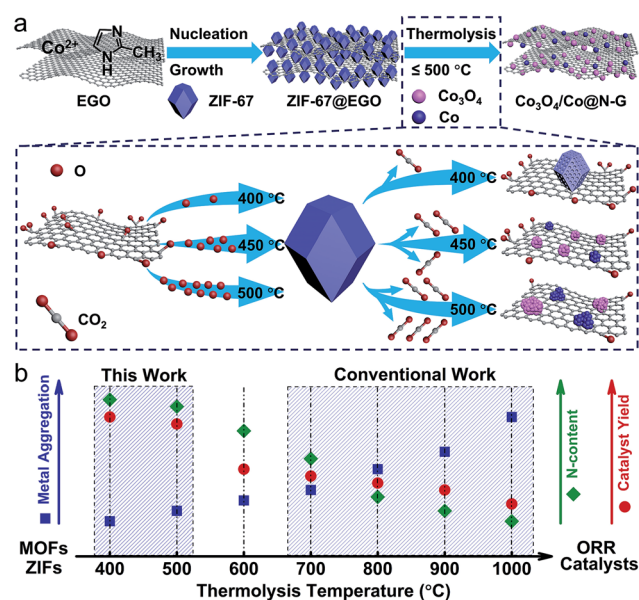 a
Co2+
N
N
H
CH3
EGO
Nucleation
Growth
ZIF-67
ZIF-67@EGO
Thermolysis
≤ 500 °C
Co3O4
Co
Co3O4/Co@N-G
O
CO2
400 °C
450 °C
500 °C
400 °C
450 °C
500 °C
b
This Work
Conventional Work
Metal Aggregation
N-content
Catalyst Yield
MOFs
ZIFs
400 500 600 700 800 900 1000
ORR
Catalysts
Thermolysis Temperature (°C)